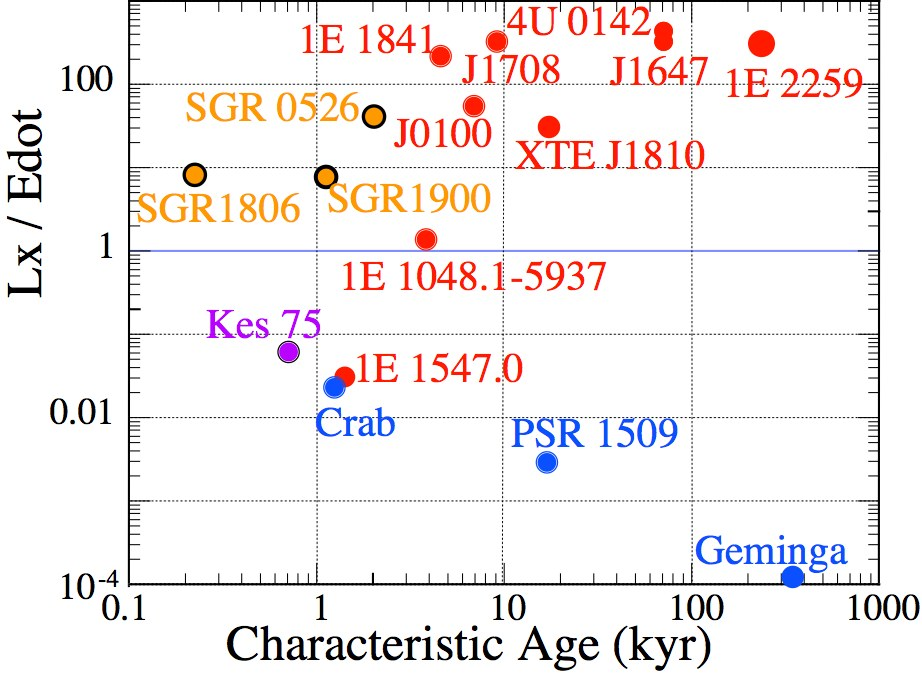 4U 0142
1E 1841
J1708
J1647
1E 2259
100
SGR 0526
J0100
XTE J1810
SGR1806
SGR1900
Lx / Edot
1
1E 1048.1-5937
Kes 75
1E 1547.0
0.01
Crab
PSR 1509
Geminga
10-4
0.1
1
10
100
1000
Characteristic Age (kyr)